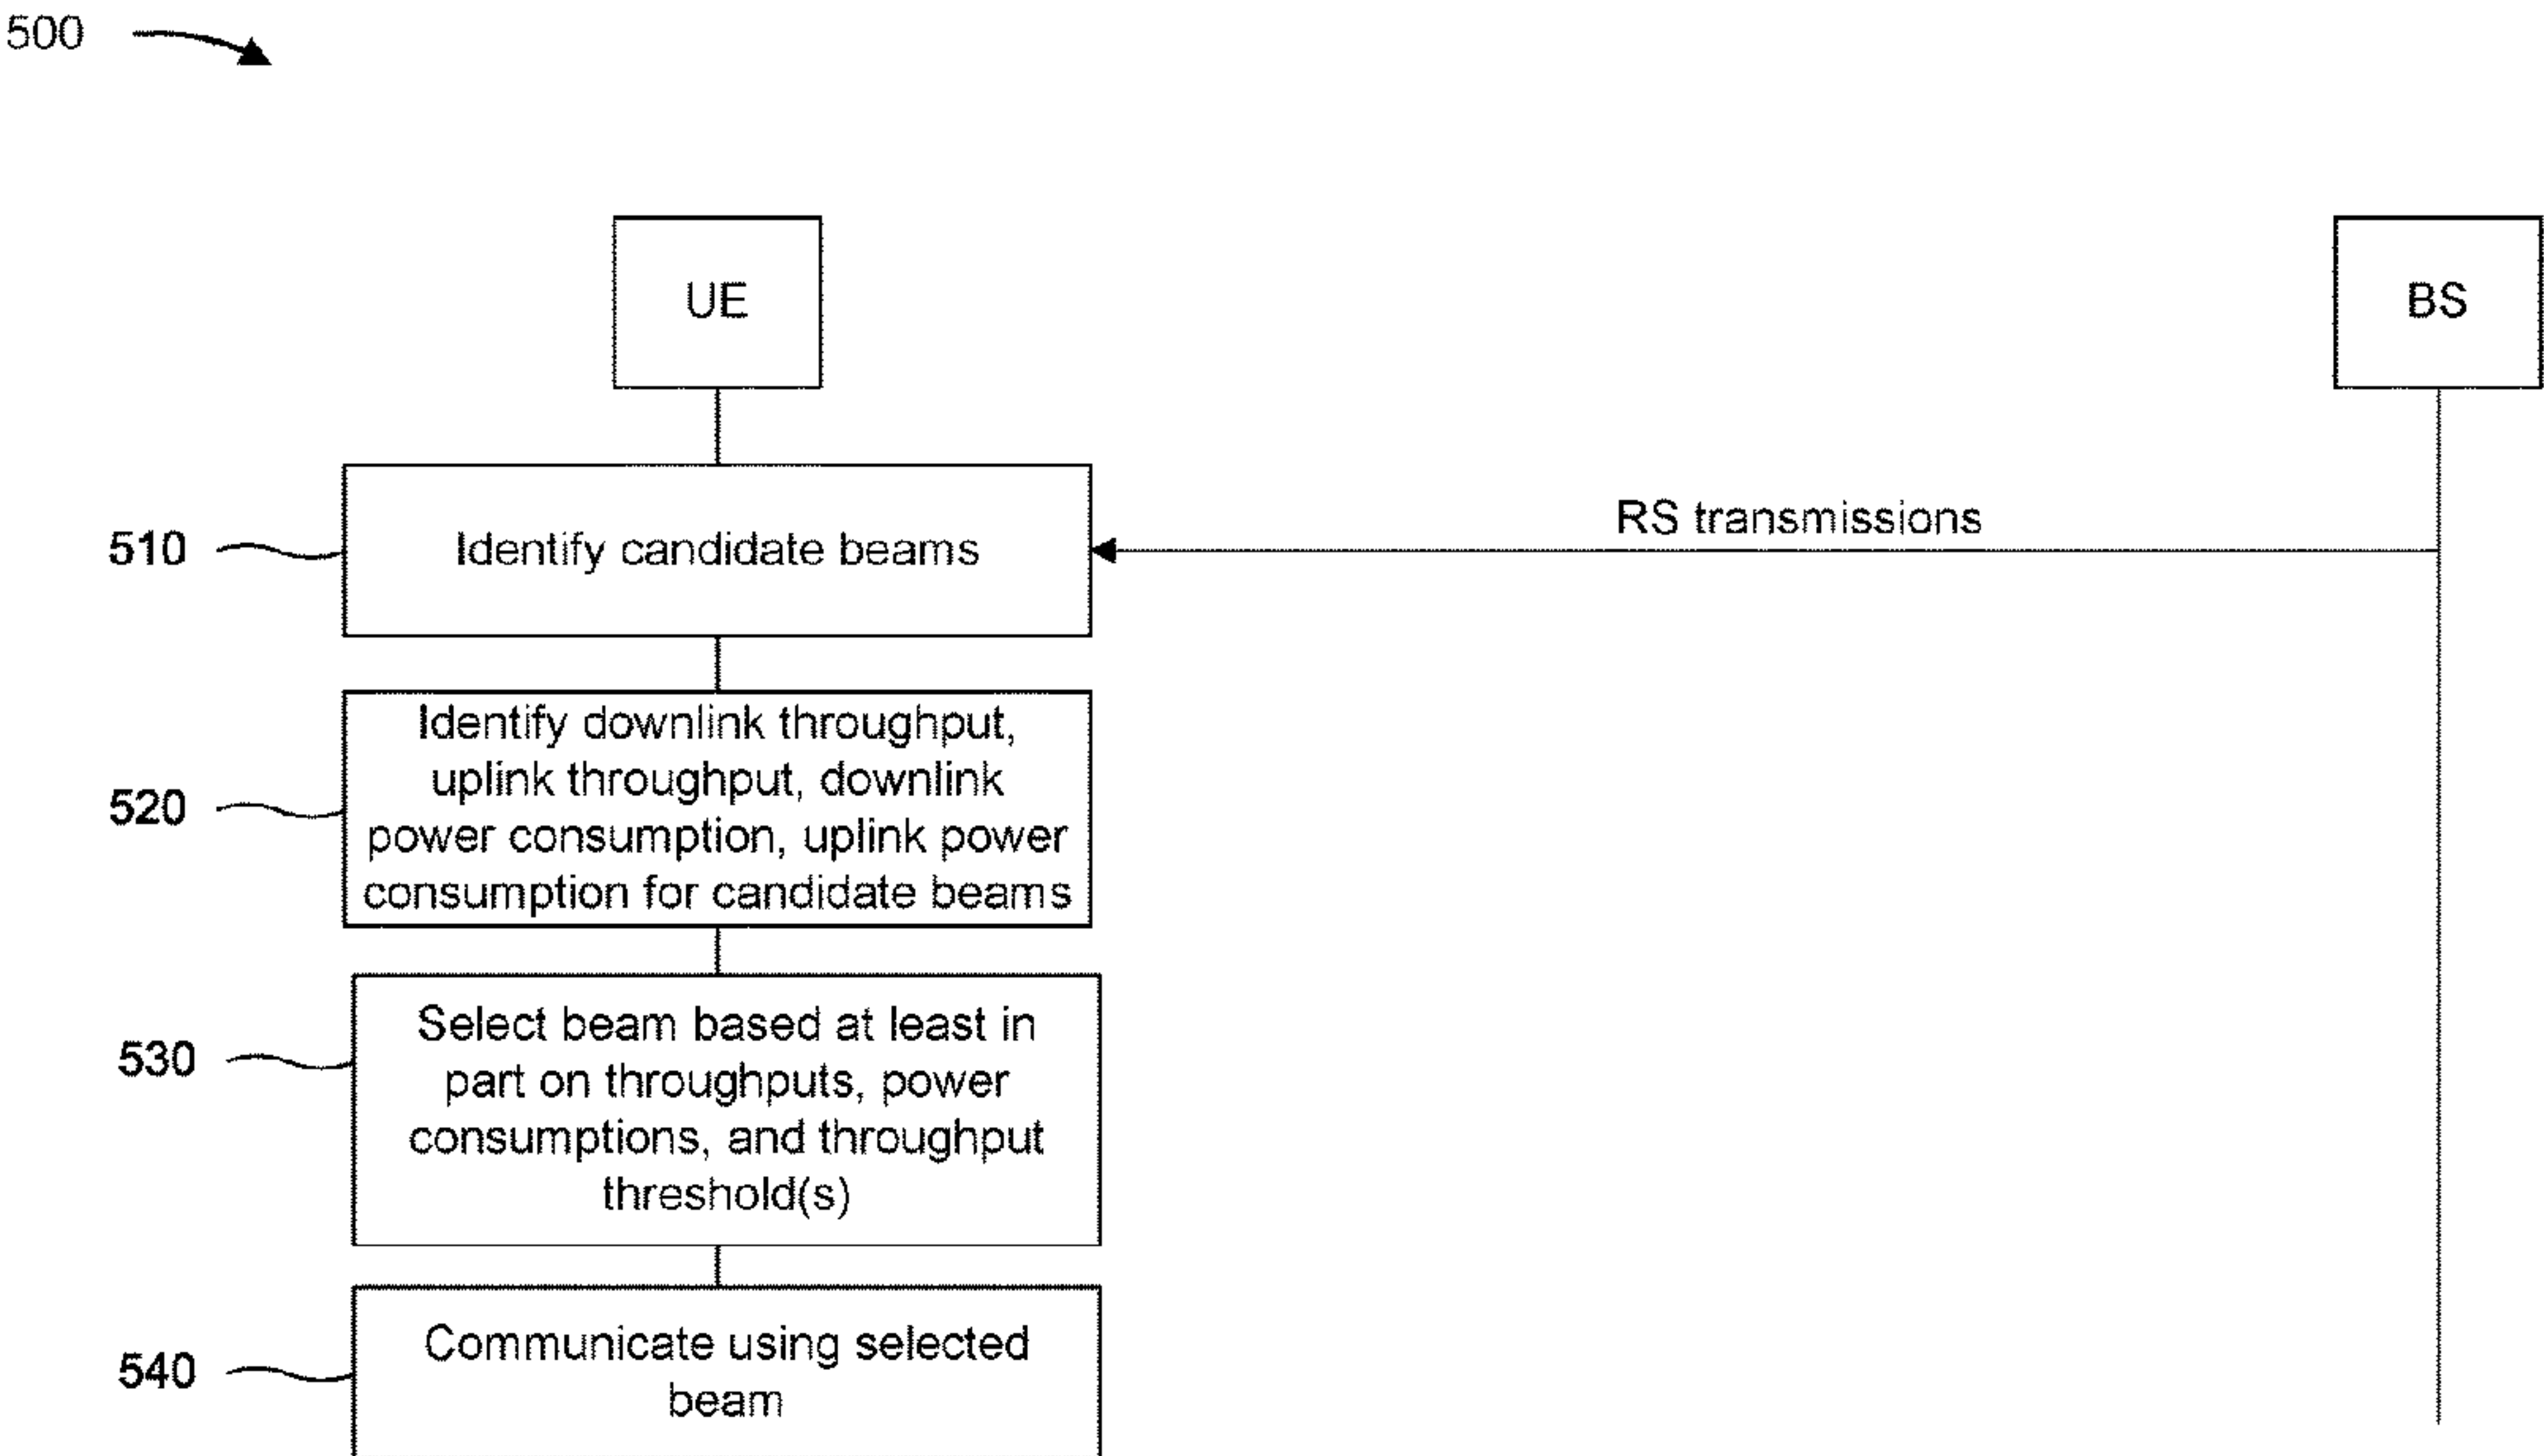 500
UE
BS
RS transmissions
510
Identify candidate beams
520
Identify downlink throughput,
uplink throughput, downlink
power consumption, uplink power
consumption for candidate beams
530
Select beam based at least in
part on throughputs, power
consumptions, and throughput
threshold(s)
540
Communicate using selected
beam